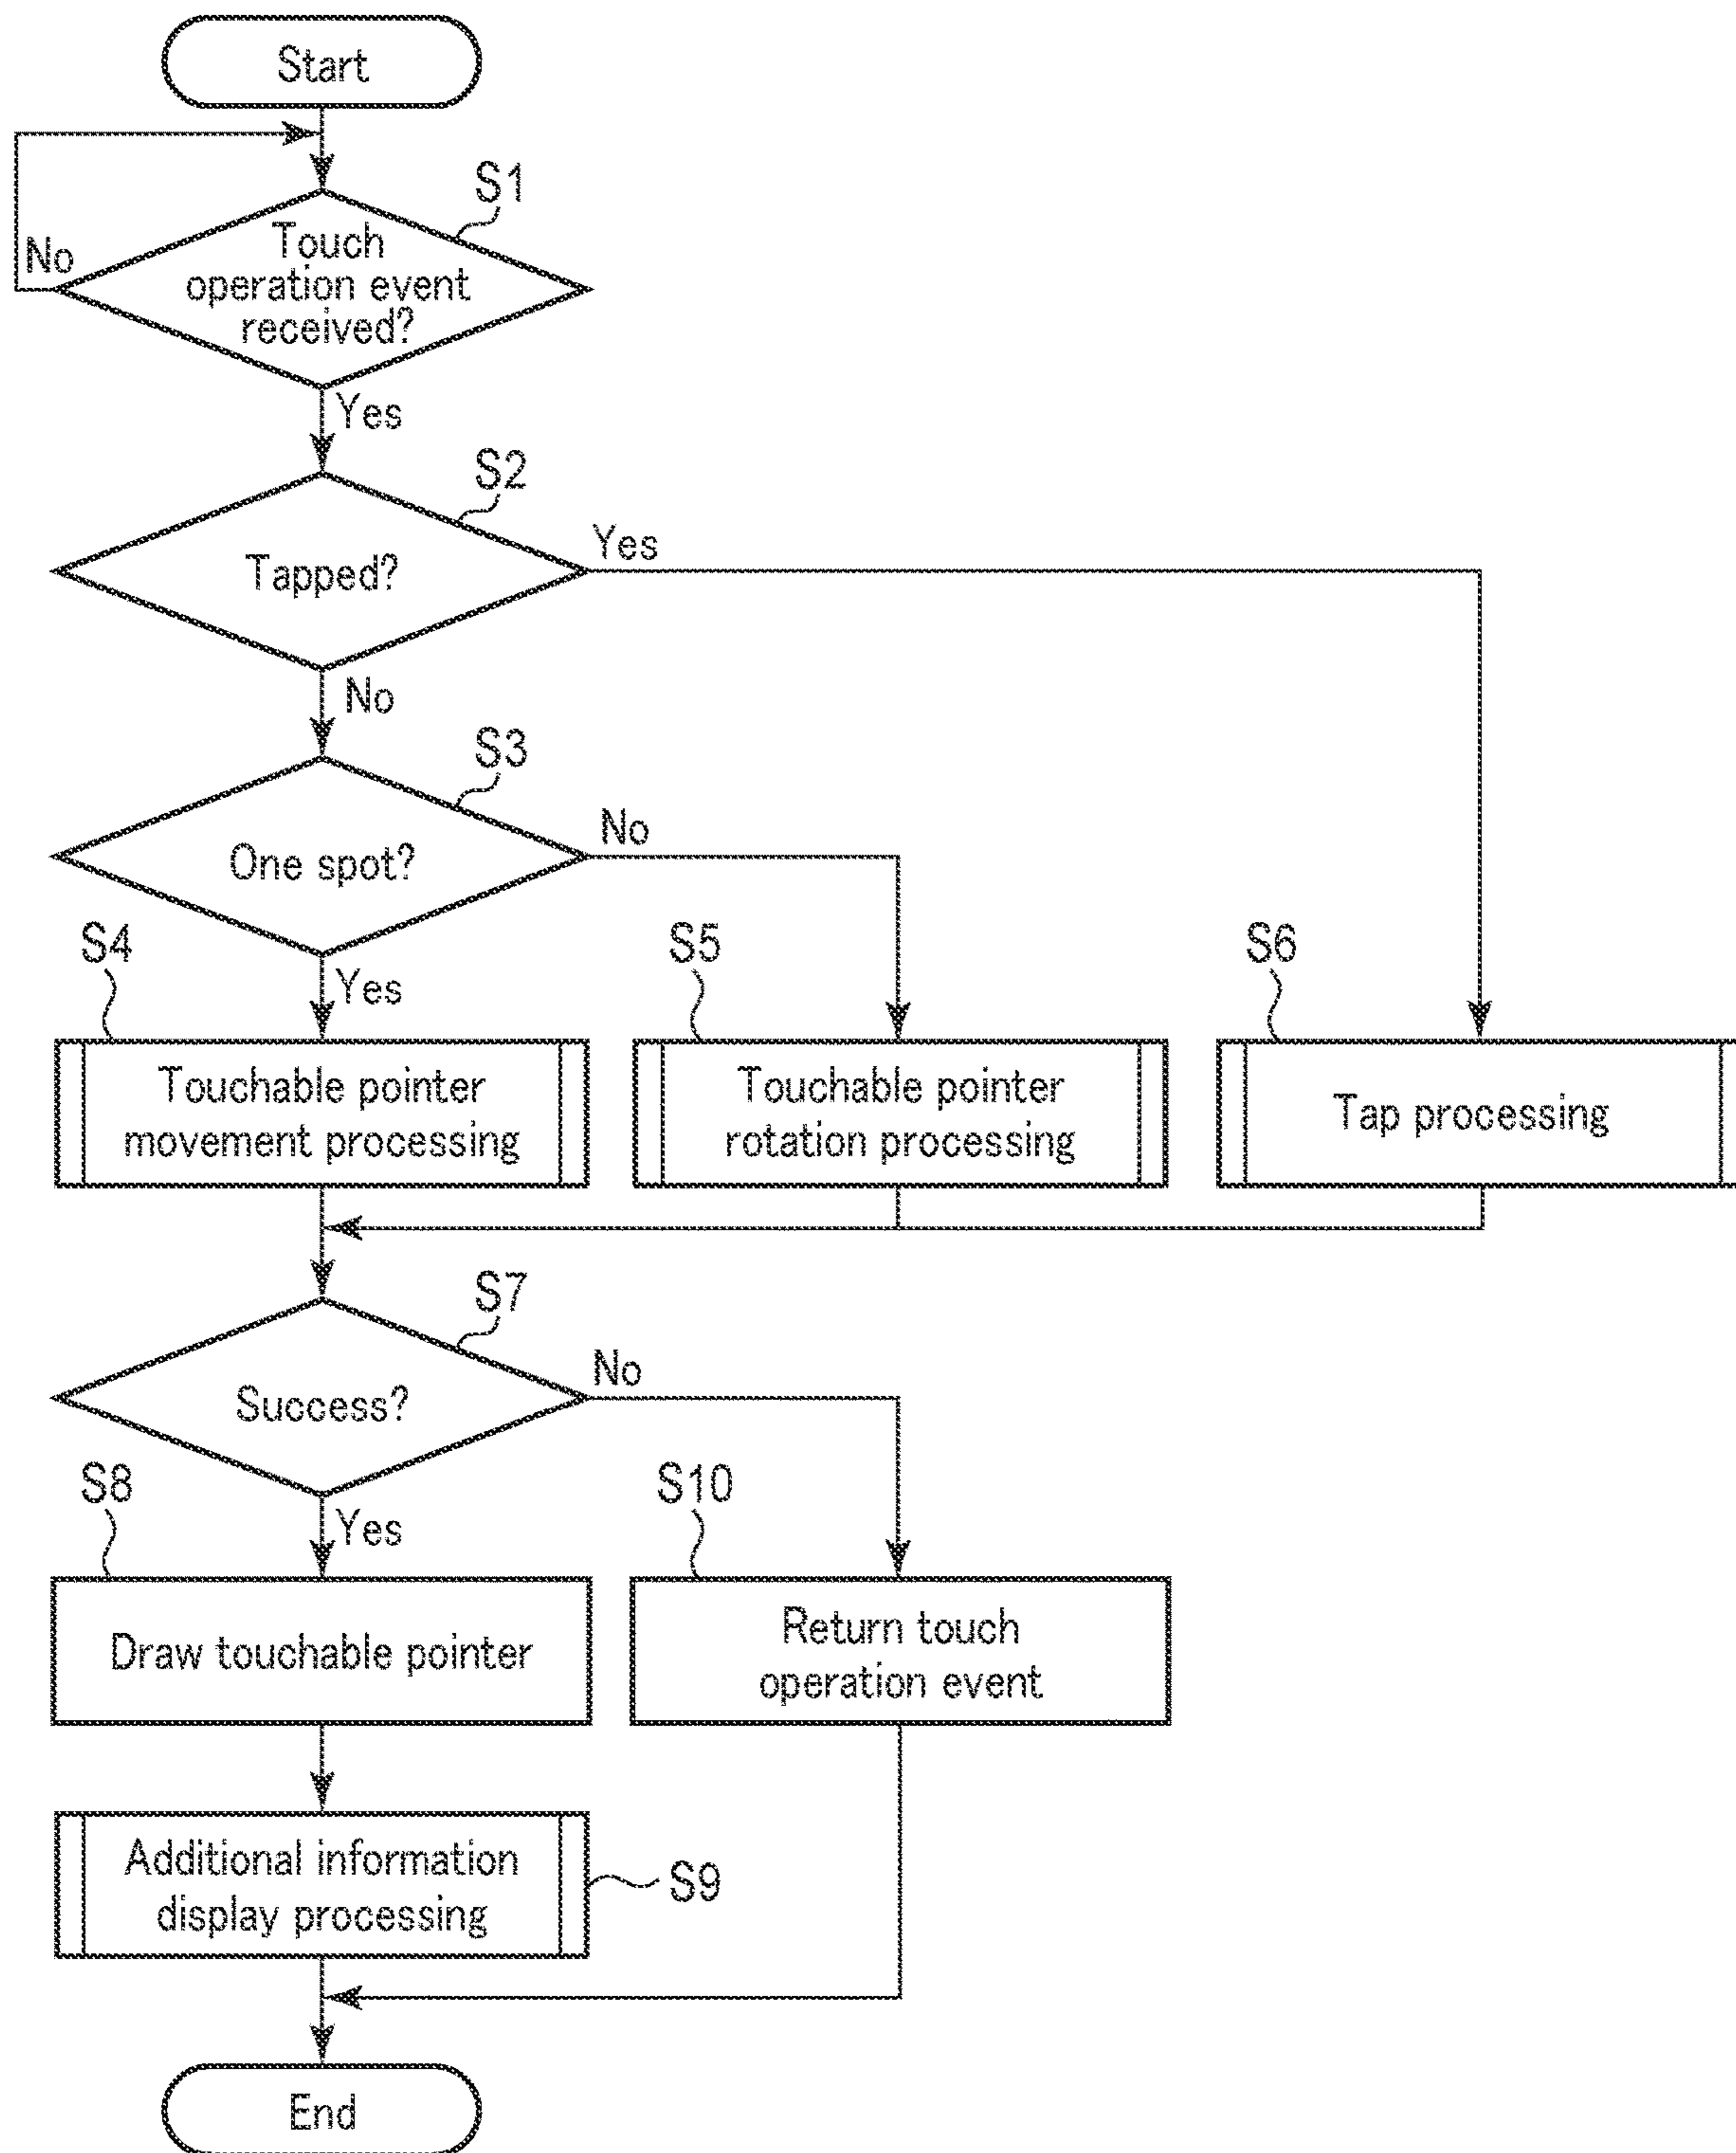 Start
S1
Touch
operation event
received?
No
Yes
S2
Tapped?
Yes
No
S3
One spot?
No
Yes
S4
S5
S6
Touchable pointer
movement processing
Touchable pointer
rotation processing
Tap processing
S7
Success?
No
Yes
S8
S10
Draw touchable pointer
Return touch
operation event
Additional information
display processing
S9
End